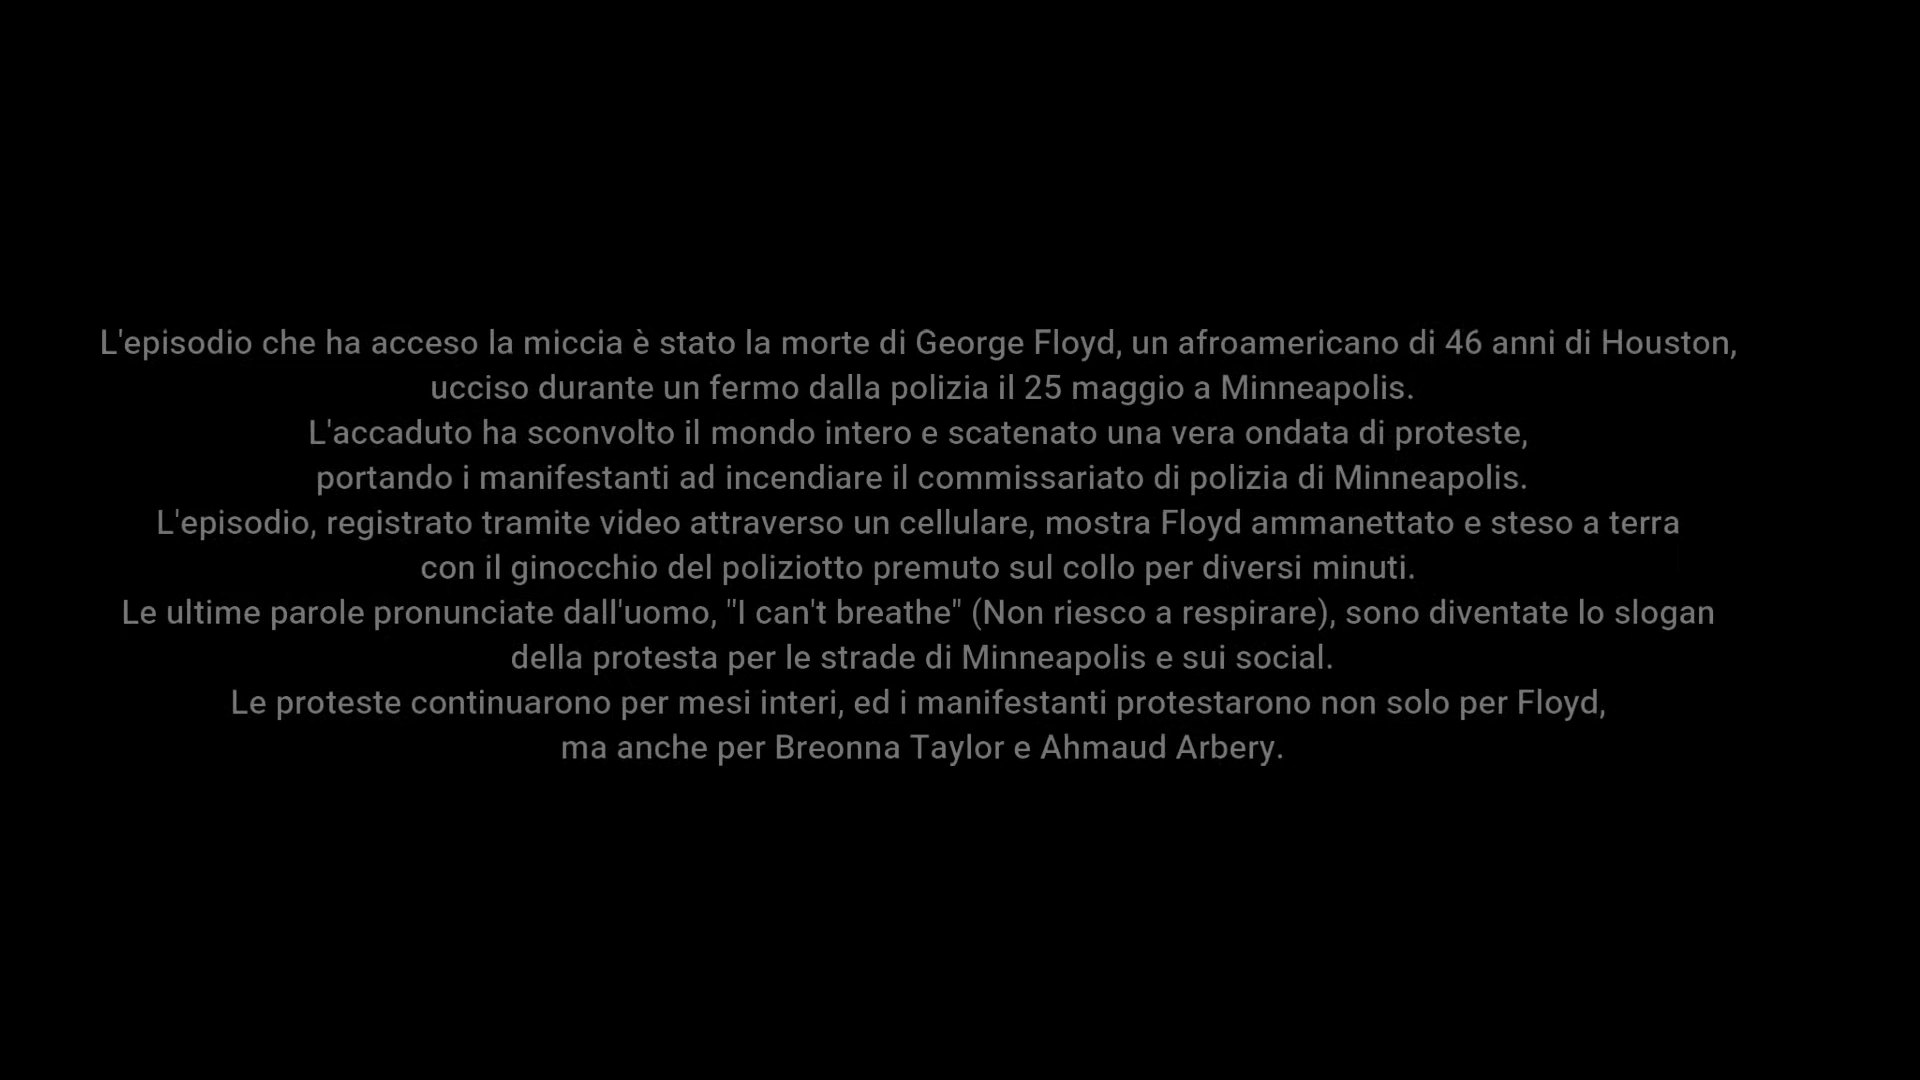 L'episodio che ha acceso la miccia è stato la morte di George Floyd, un afroamericano di 46 anni di Houston,
ucciso durante un fermo dalla polizia il 25 maggio a Minneapolis.
L'accaduto ha sconvolto il mondo intero e scatenato una vera ondata di proteste,
portando i manifestanti ad incendiare il commissariato di polizia di Minneapolis.
L'episodio, registrato tramite video attraverso un cellulare, mostra Floyd ammanettato e steso a terra
con il ginocchio del poliziotto premuto sul collo per diversi minuti.
Le ultime parole pronunciate dall'uomo, "I can't breathe" (Non riesco a respirare), sono diventate lo slogan
della protesta per le strade di Minneapolis e sui social.
Le proteste continuarono per mesi interi, ed i manifestanti protestarono non solo per Floyd,
ma anche per Breonna Taylor e Ahmaud Arbery.